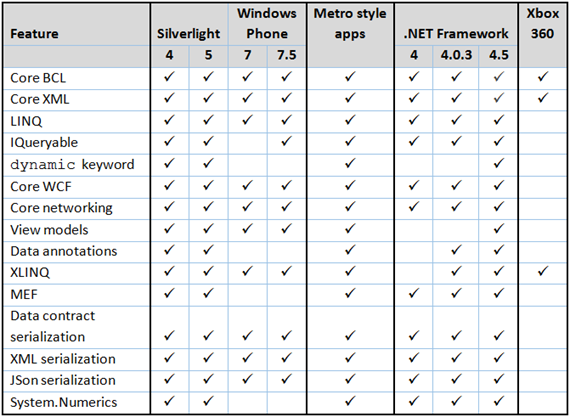 Windows Metro style Xbox
Feature Silverlight Phone apps .NET Framework 360
4 5 7 7.5 4 4.0.3 4.5
Core BCL ✓ ✓ ✓ ✓ ✓ ✓ ✓ ✓ ✓
Core XML ✓ ✓ ✓ ✓ ✓ ✓ ✓ ✓ ✓
LINQ ✓ ✓ ✓ ✓ ✓ ✓ ✓ ✓
IQueryable ✓ ✓ ✓ ✓ ✓ ✓ ✓
dynamic keyword ✓ ✓ ✓ ✓
Core WCF ✓ ✓ ✓ ✓ ✓ ✓ ✓ ✓
Core networking ✓ ✓ ✓ ✓ ✓ ✓ ✓ ✓
View models ✓ ✓ ✓ ✓ ✓ ✓
Data annotations ✓ ✓ ✓ ✓ ✓
XLINQ ✓ ✓ ✓ ✓ ✓ ✓ ✓ ✓
MEF ✓ ✓ ✓ ✓ ✓ ✓
Data contract
serialization ✓ ✓ ✓ ✓ ✓ ✓ ✓ ✓
XML serialization ✓ ✓ ✓ ✓ ✓ ✓ ✓ ✓
JSon serialization ✓ ✓ ✓ ✓ ✓ ✓ ✓ ✓
System.Numerics ✓ ✓ ✓ ✓ ✓ ✓